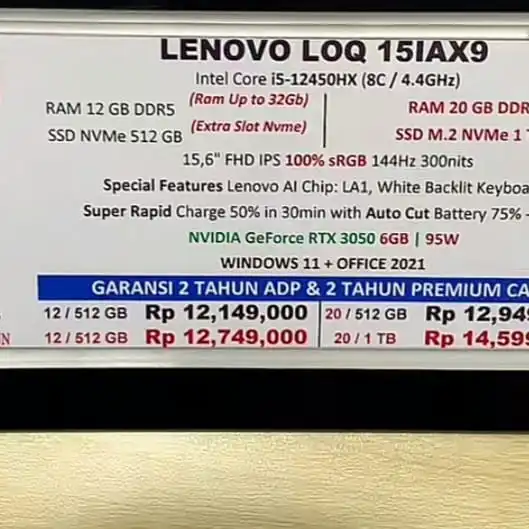 LENOVO LOQ 15IAX9
Intel Core i5-12450HX (8C / 4.4GHz)
RAM 12 GB DDR5 (Ram Up to 32Gb) RAM 20 GB DDR
SSD NVMe 512 GB (Extra Slot Nvme) SSD M.2 NVMe 1
15,6" FHD IPS 100% sRGB 144Hz 300nits
Special Features Lenovo AI Chip: LA1, White Backlit Keyboa
Super Rapid Charge 50% in 30min with Auto Cut Battery 75% -
NVIDIA GeForce RTX 3050 6GB | 95W
WINDOWS 11 + OFFICE 2021
GARANSI 2 TAHUN ADP & 2 TAHUN PREMIUM CA
12 / 512 GB Rp 12,149,000 20 / 512 GB Rp 12,949
N 12 / 512 GB Rp 12,749,000 20 / 1 TB Rp 14,599